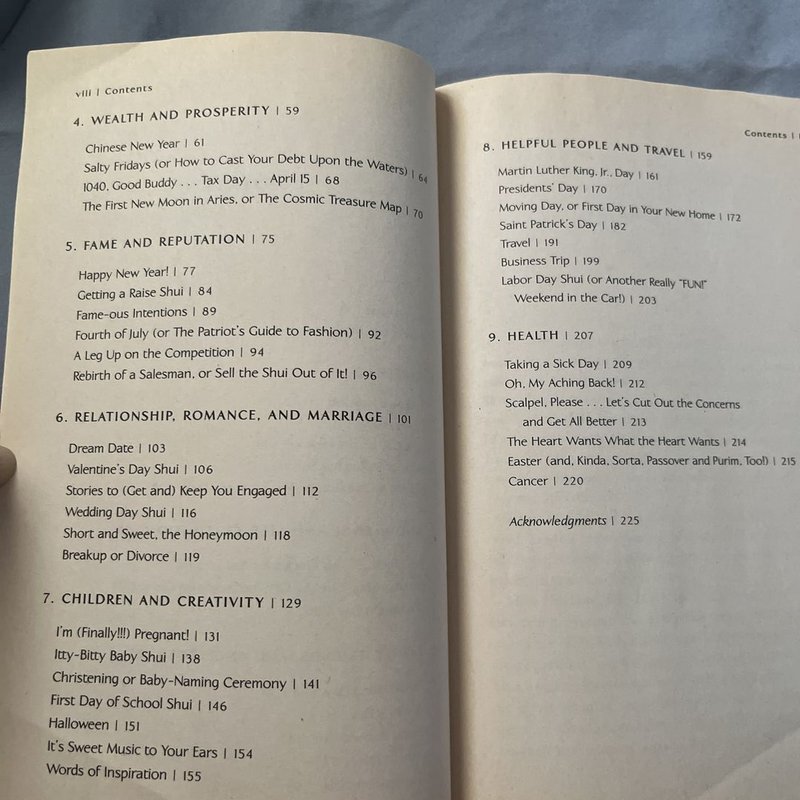 viii | Contents
4. WEALTH AND PROSPERITY | 59
Chinese New Year | 61
Salty Fridays (or How to Cast Your Debt Upon the Waters) | 64
1040, Good Buddy . . . Tax Day . . . April 15 | 68
The First New Moon in Aries, or The Cosmic Treasure Map | 70
5. FAME AND REPUTATION | 75
Happy New Year! | 77
Getting a Raise Shui | 84
Fame-ous Intentions | 89
Fourth of July (or The Patriot's Guide to Fashion) | 92
A Leg Up on the Competition | 94
Rebirth of a Salesman, or Sell the Shui Out of It! | 96
6. RELATIONSHIP, ROMANCE, AND MARRIAGE | 101
Dream Date | 103
Valentine's Day Shui | 106
Stories to (Get and) Keep You Engaged | 112
Wedding Day Shui | 116
Short and Sweet, the Honeymoon | 118
Breakup or Divorce | 119
7. CHILDREN AND CREATIVITY | 129
I'm (Finally!!!) Pregnant! | 131
Itty-Bitty Baby Shui | 138
Christening or Baby-Naming Ceremony | 141
First Day of School Shui | 146
Halloween | 151
It's Sweet Music to Your Ears | 154
Words of Inspiration | 155
Contents |
8. HELPFUL PEOPLE AND TRAVEL | 159
Martin Luther King, Jr., Day | 161
Presidents' Day | 170
Moving Day, or First Day in Your New Home | 172
Saint Patrick's Day | 182
Travel | 191
Business Trip | 199
Labor Day Shui (or Another Really "FUN!"
Weekend in the Car!) | 203
9. HEALTH | 207
Taking a Sick Day | 209
Oh, My Aching Back! | 212
Scalpel, Please . . . Let's Cut Out the Concerns
and Get All Better | 213
The Heart Wants What the Heart Wants | 214
Easter (and, Kinda, Sorta, Passover and Purim, Too!) | 215
Cancer | 220
Acknowledgments | 225